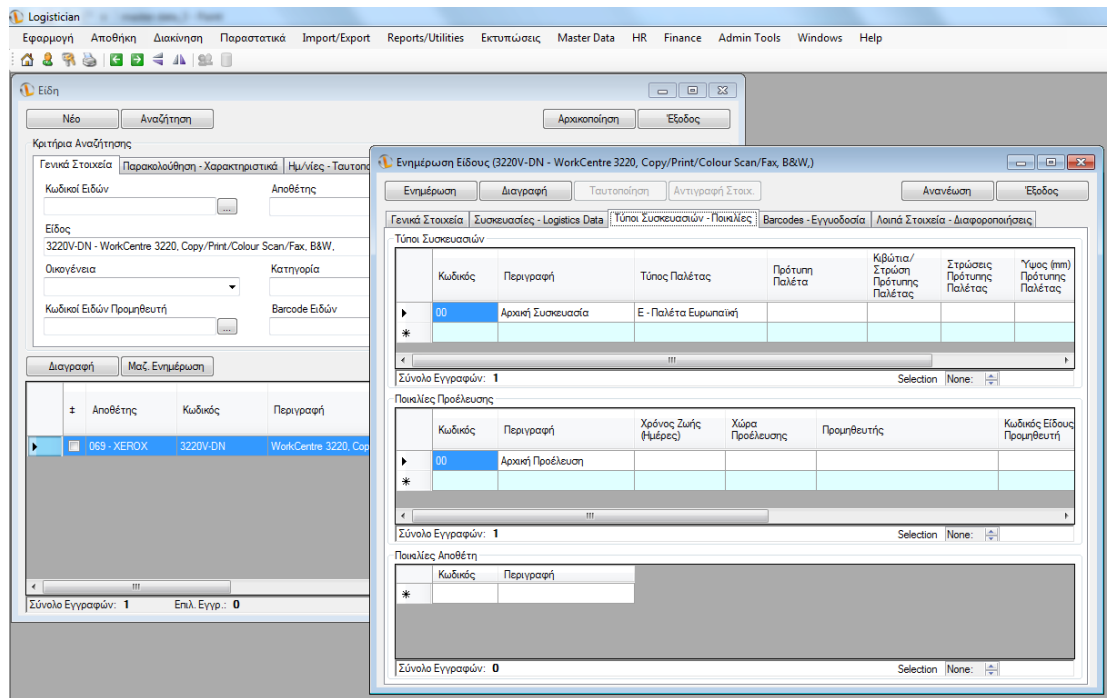 Logistician
Εφαρμογή Αποθήκη Διακίνηση Παραστατικά Import/Export Reports/Utilities Εκτυπώσεις Master Data HR Finance Admin Tools Windows Help
Είδη
Νέο Αναζήτηση Αρχικοποίηση Έξοδος
Κριτήρια Αναζήτησης
Γενικά Στοιχεία Παρακολούθηση - Χαρακτηριστικά Ημ/νίες - Ταυτοπο
Κωδικοί Ειδών Αποθέτης
...
Είδος
3220V-DN - WorkCentre 3220, Copy/Print/Colour Scan/Fax, B&W,
Οικογένεια Κατηγορία
Κωδικοί Ειδών Προμηθευτή Barcode Ειδών
...
Διαγραφή Μαζ. Ενημέρωση
‡ Αποθέτης Κωδικός Περιγραφή
069 - XEROX 3220V-DN WorkCentre 3220, Cop
Σύνολο Εγγραφών: 1 Επιλ. Εγγρ.: 0
Ενημέρωση Είδους (3220V-DN - WorkCentre 3220, Copy/Print/Colour Scan/Fax, B&W,)
Ενημέρωση Διαγραφή Ταυτοποίηση Αντιγραφή Στοιχ. Ανανέωση Έξοδος
Γενικά Στοιχεία Συσκευασίες - Logistics Data Τύποι Συσκευασιών - Ποικιλίες Barcodes - Εγγυοδοσία Λοιπά Στοιχεία - Διαφοροποιήσεις
Τύποι Συσκευασιών
Κωδικός Περιγραφή Τύπος Παλέτας Πρότυπη Παλέτα Κιβώτια/ Στρώση Πρότυπης Παλέτας Στρώσεις Πρότυπης Παλέτας Ύψος (mm) Πρότυπης Παλέτας
00 Αρχική Συσκευασία E - Παλέτα Ευρωπαϊκή
Σύνολο Εγγραφών: 1 Selection None:
Ποικιλίες Προέλευσης
Κωδικός Περιγραφή Χρόνος Ζωής (Ημέρες) Χώρα Προέλευσης Προμηθευτής Κωδικός Είδους Προμηθευτή
00 Αρχική Προέλευση
Σύνολο Εγγραφών: 1 Selection None:
Ποικιλίες Αποθέτη
Κωδικός Περιγραφή
Σύνολο Εγγραφών: 0 Selection None: